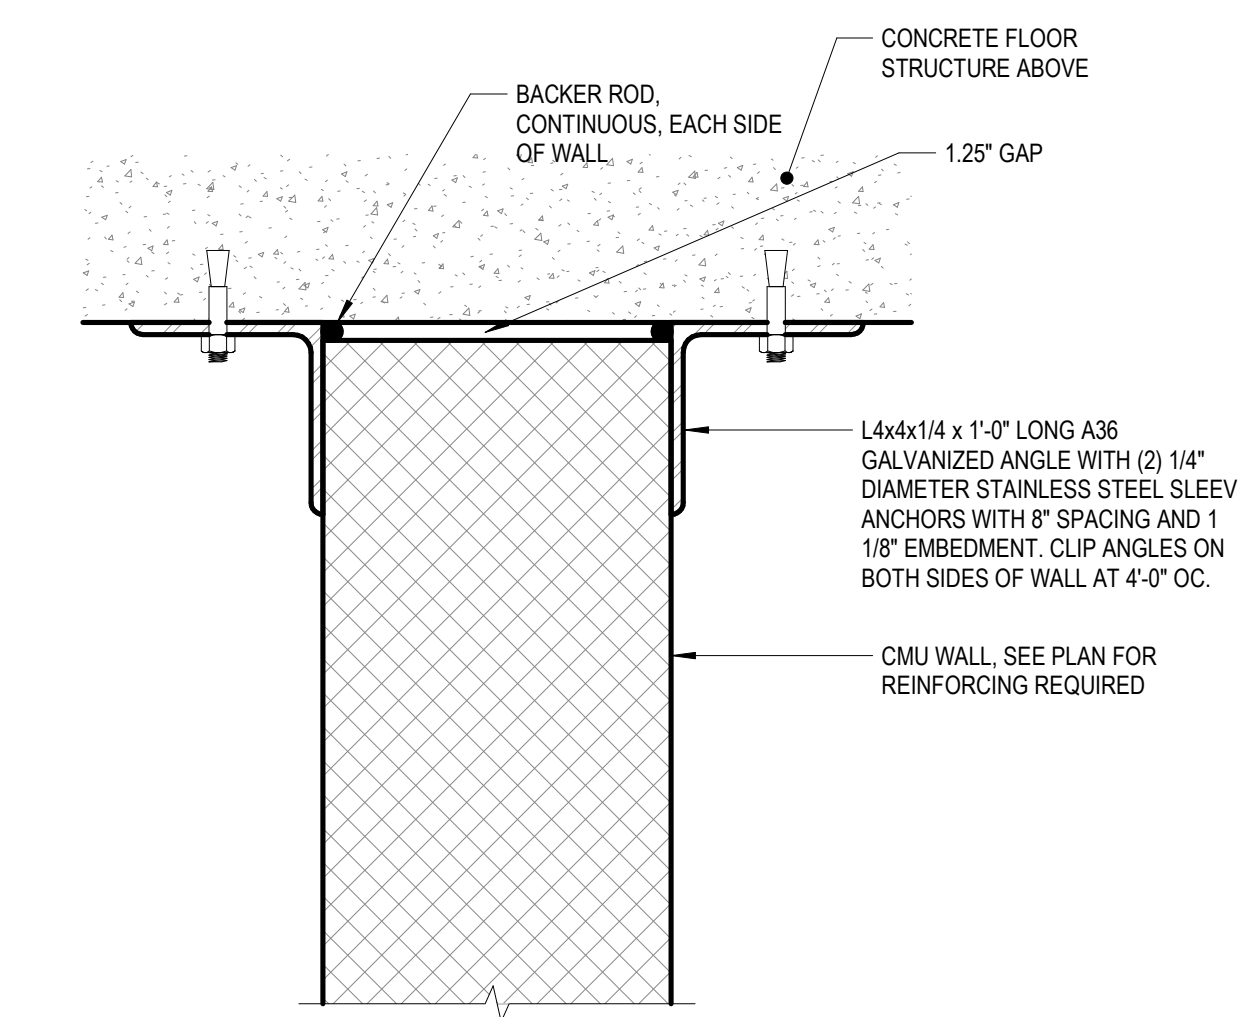 CONCRETE FLOOR
STRUCTURE ABOVE
BACKER ROD,
CONTINUOUS, EACH SIDE
OF WALL
1.25" GAP
L4x4x1/4 x 1'-0" LONG A36
GALVANIZED ANGLE WITH (2) 1/4"
DIAMETER STAINLESS STEEL SLEEV
ANCHORS WITH 8" SPACING AND 1
1/8" EMBEDMENT. CLIP ANGLES ON
BOTH SIDES OF WALL AT 4'-0" OC.
CMU WALL, SEE PLAN FOR
REINFORCING REQUIRED